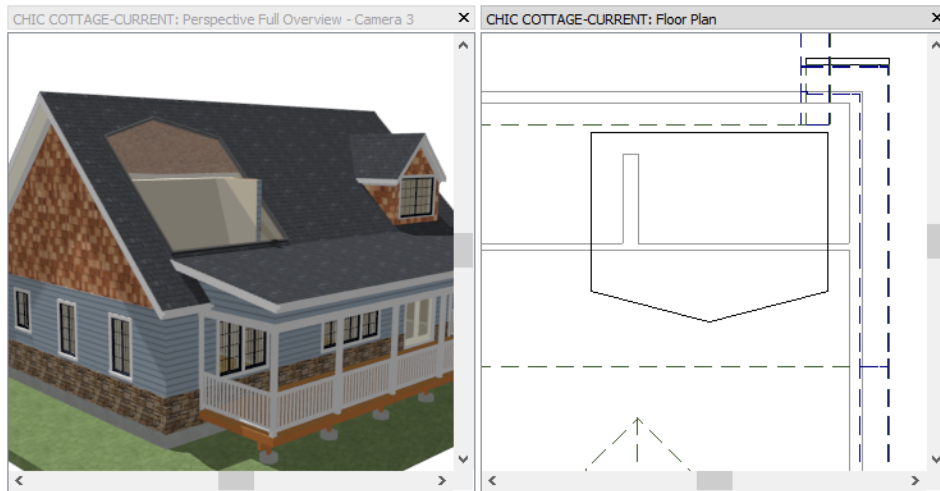 CHIC COTTAGE-CURRENT: Perspective Full Overview - Camera 3
CHIC COTTAGE-CURRENT: Floor Plan